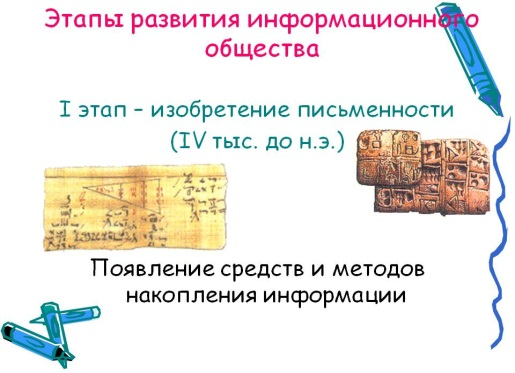 Этапы развития информационного
общества
I этап – изобретение письменности
(IV тыс. до н.э.)
Появление средств и методов
накопления информации